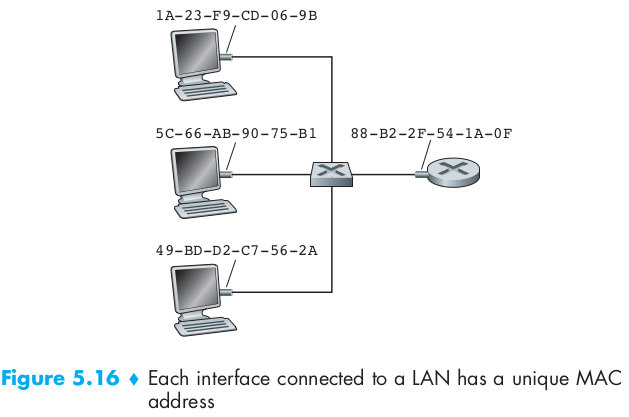 1A-23-F9-CD-06-9B
5C-66-AB-90-75-B1
88-B2-2F-54-1A-0F
49-BD-D2-C7-56-2A
Figure 5.16 ♦ Each interface connected to a LAN has a unique MAC
address